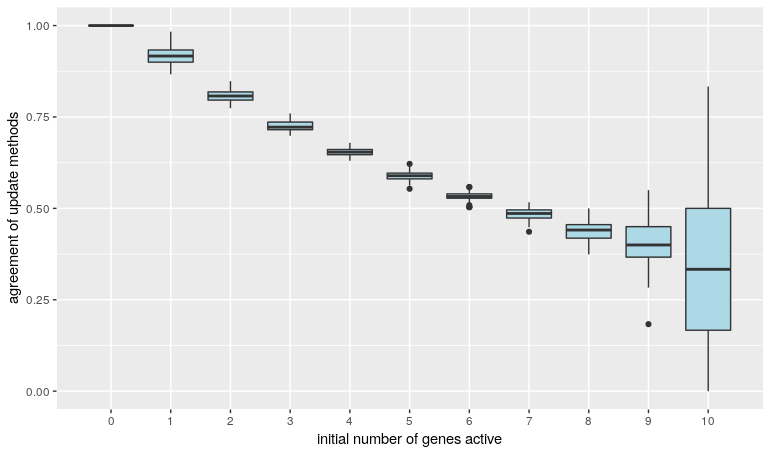 agreement of update methods
1.00
0.75
0.50
0.25
0.00
0 1 2 3 4 5 6 7 8 9 10
initial number of genes active